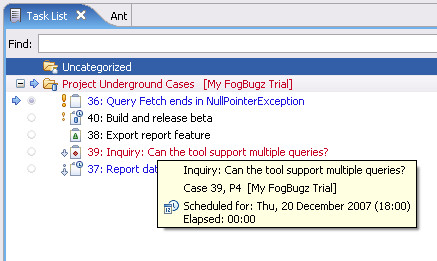 Task List
Ant
Find:
Uncategorized
Project Underground Cases [My FogBugz Trial]
36: Query Fetch ends in NullPointerException
40: Build and release beta
38: Export report feature
39: Inquiry: Can the tool support multiple queries?
37: Report dat
Inquiry: Can the tool support multiple queries?
Case 39, P4 [My FogBugz Trial]
Scheduled for: Thu, 20 December 2007 (18:00)
Elapsed: 00:00